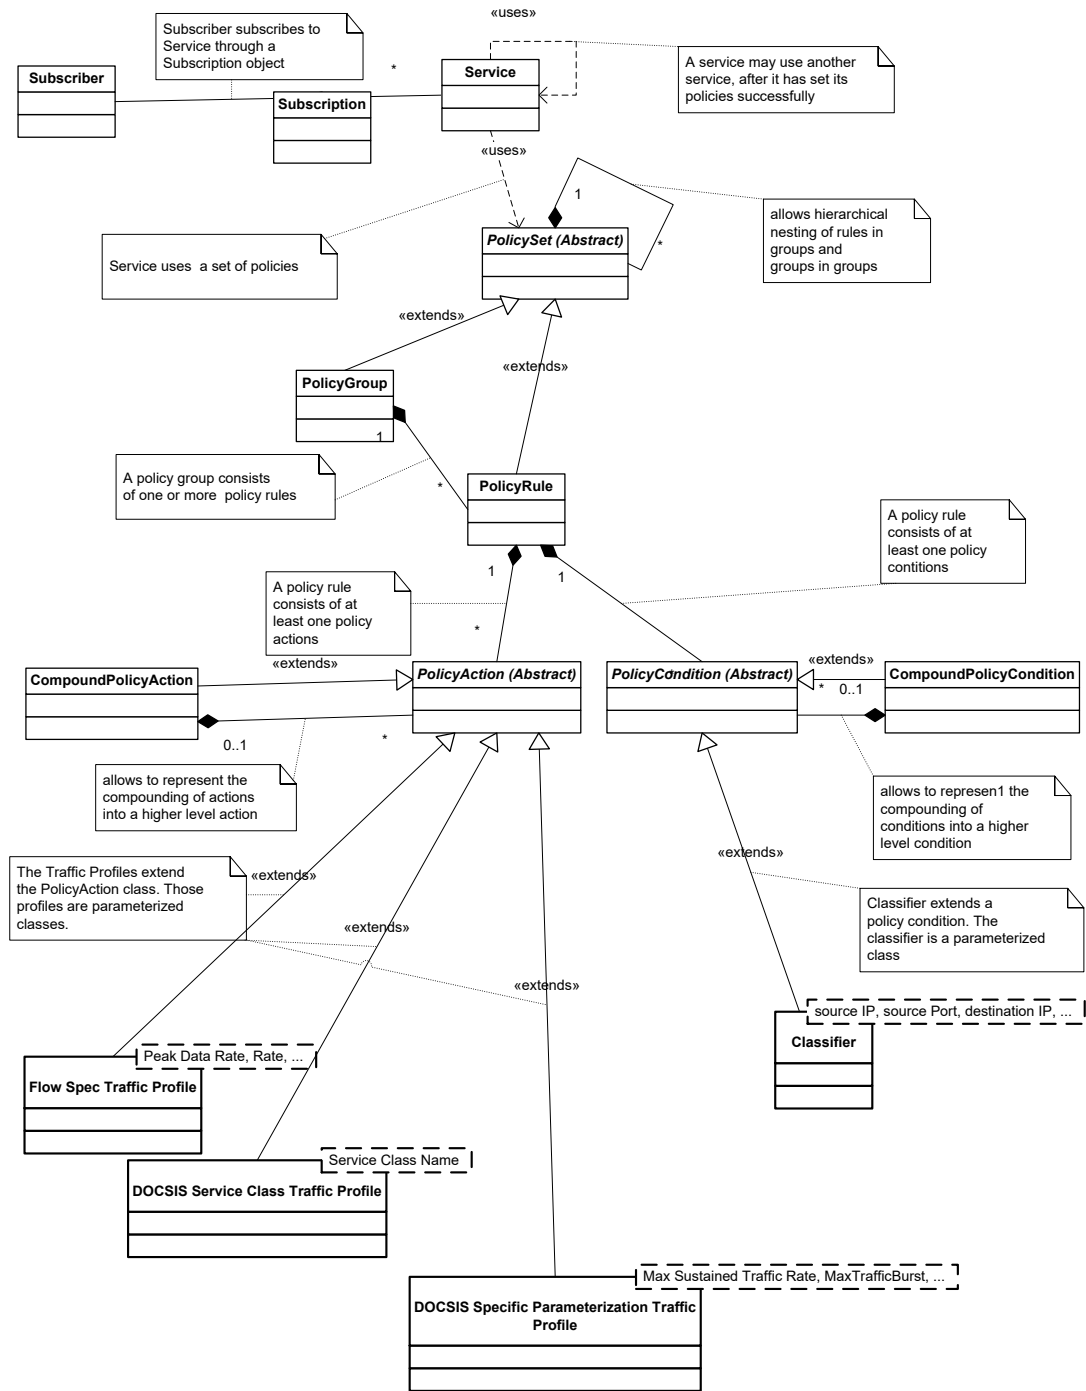 «uses»
Subscriber subscribes to
Service through a
Subscription object
*
Subscriber
Service
A service may use another
service, after it has set its
policies successfully
Subscription
«uses»
1
allows hierarchical
nesting of rules in
groups and
groups in groups
PolicySet (Abstract)
*
Service uses a set of policies
«extends»
«extends»
PolicyGroup
1
A policy group consists
of one or more policy rules
*
PolicyRule
A policy rule
consists of at
least one policy
contitions
1
1
A policy rule
consists of at
least one policy
actions
*
«extends»
CompoundPolicyAction
PolicyAction (Abstract)
PolicyCondition (Abstract)
«extends»
CompoundPolicyCondition
*
0..1
0..1
*
allows to represent the
compounding of actions
into a higher level action
allows to represen1 the
compounding of
conditions into a higher
level condition
The Traffic Profiles extend
the PolicyAction class. Those
profiles are parameterized
classes.
«extends»
«extends»
«extends»
«extends»
Classifier extends a
policy condition. The
classifier is a parameterized
class
source IP, source Port, destination IP, ...
Classifier
Peak Data Rate, Rate, ...
Flow Spec Traffic Profile
Service Class Name
DOCSIS Service Class Traffic Profile
Max Sustained Traffic Rate, MaxTrafficBurst, ...
DOCSIS Specific Parameterization Traffic
Profile